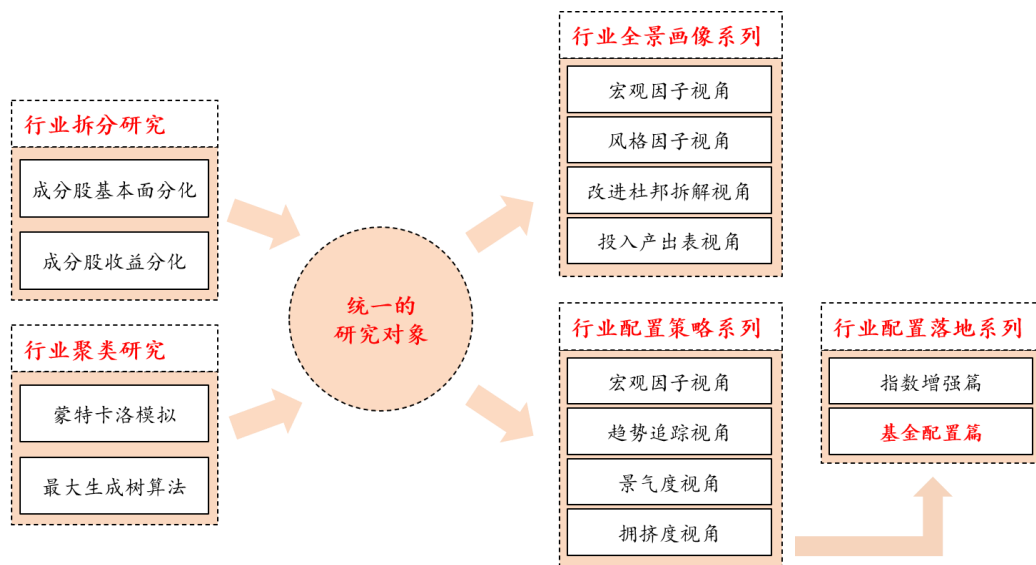 行业拆分研究
成分股基本面分化
成分股收益分化
行业聚类研究
蒙特卡洛模拟
最大生成树算法
统一的
研究对象
行业全景画像系列
宏观因子视角
风格因子视角
改进杜邦拆解视角
投入产出表视角
行业配置策略系列
宏观因子视角
趋势追踪视角
景气度视角
拥挤度视角
行业配置落地系列
指数增强篇
基金配置篇